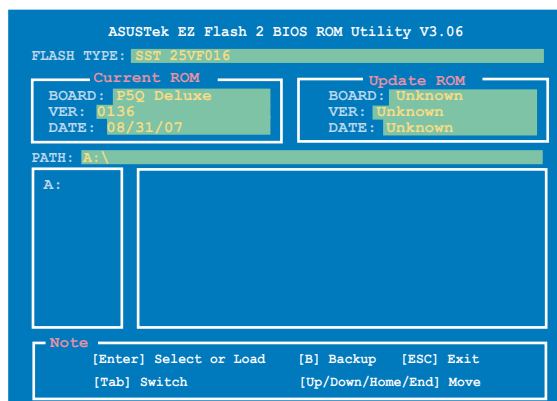 ASUSTek EZ Flash 2 BIOS ROM Utility V3.06
FLASH TYPE: SST 25VF016
Current ROM
BOARD: P5Q Deluxe
VER: 0136
DATE: 08/31/07
Update ROM
BOARD: Unknown
VER: Unknown
DATE: Unknown
PATH: A:\
A:
Note
[Enter] Select or Load [B] Backup [ESC] Exit
[Tab] Switch [Up/Down/Home/End] Move